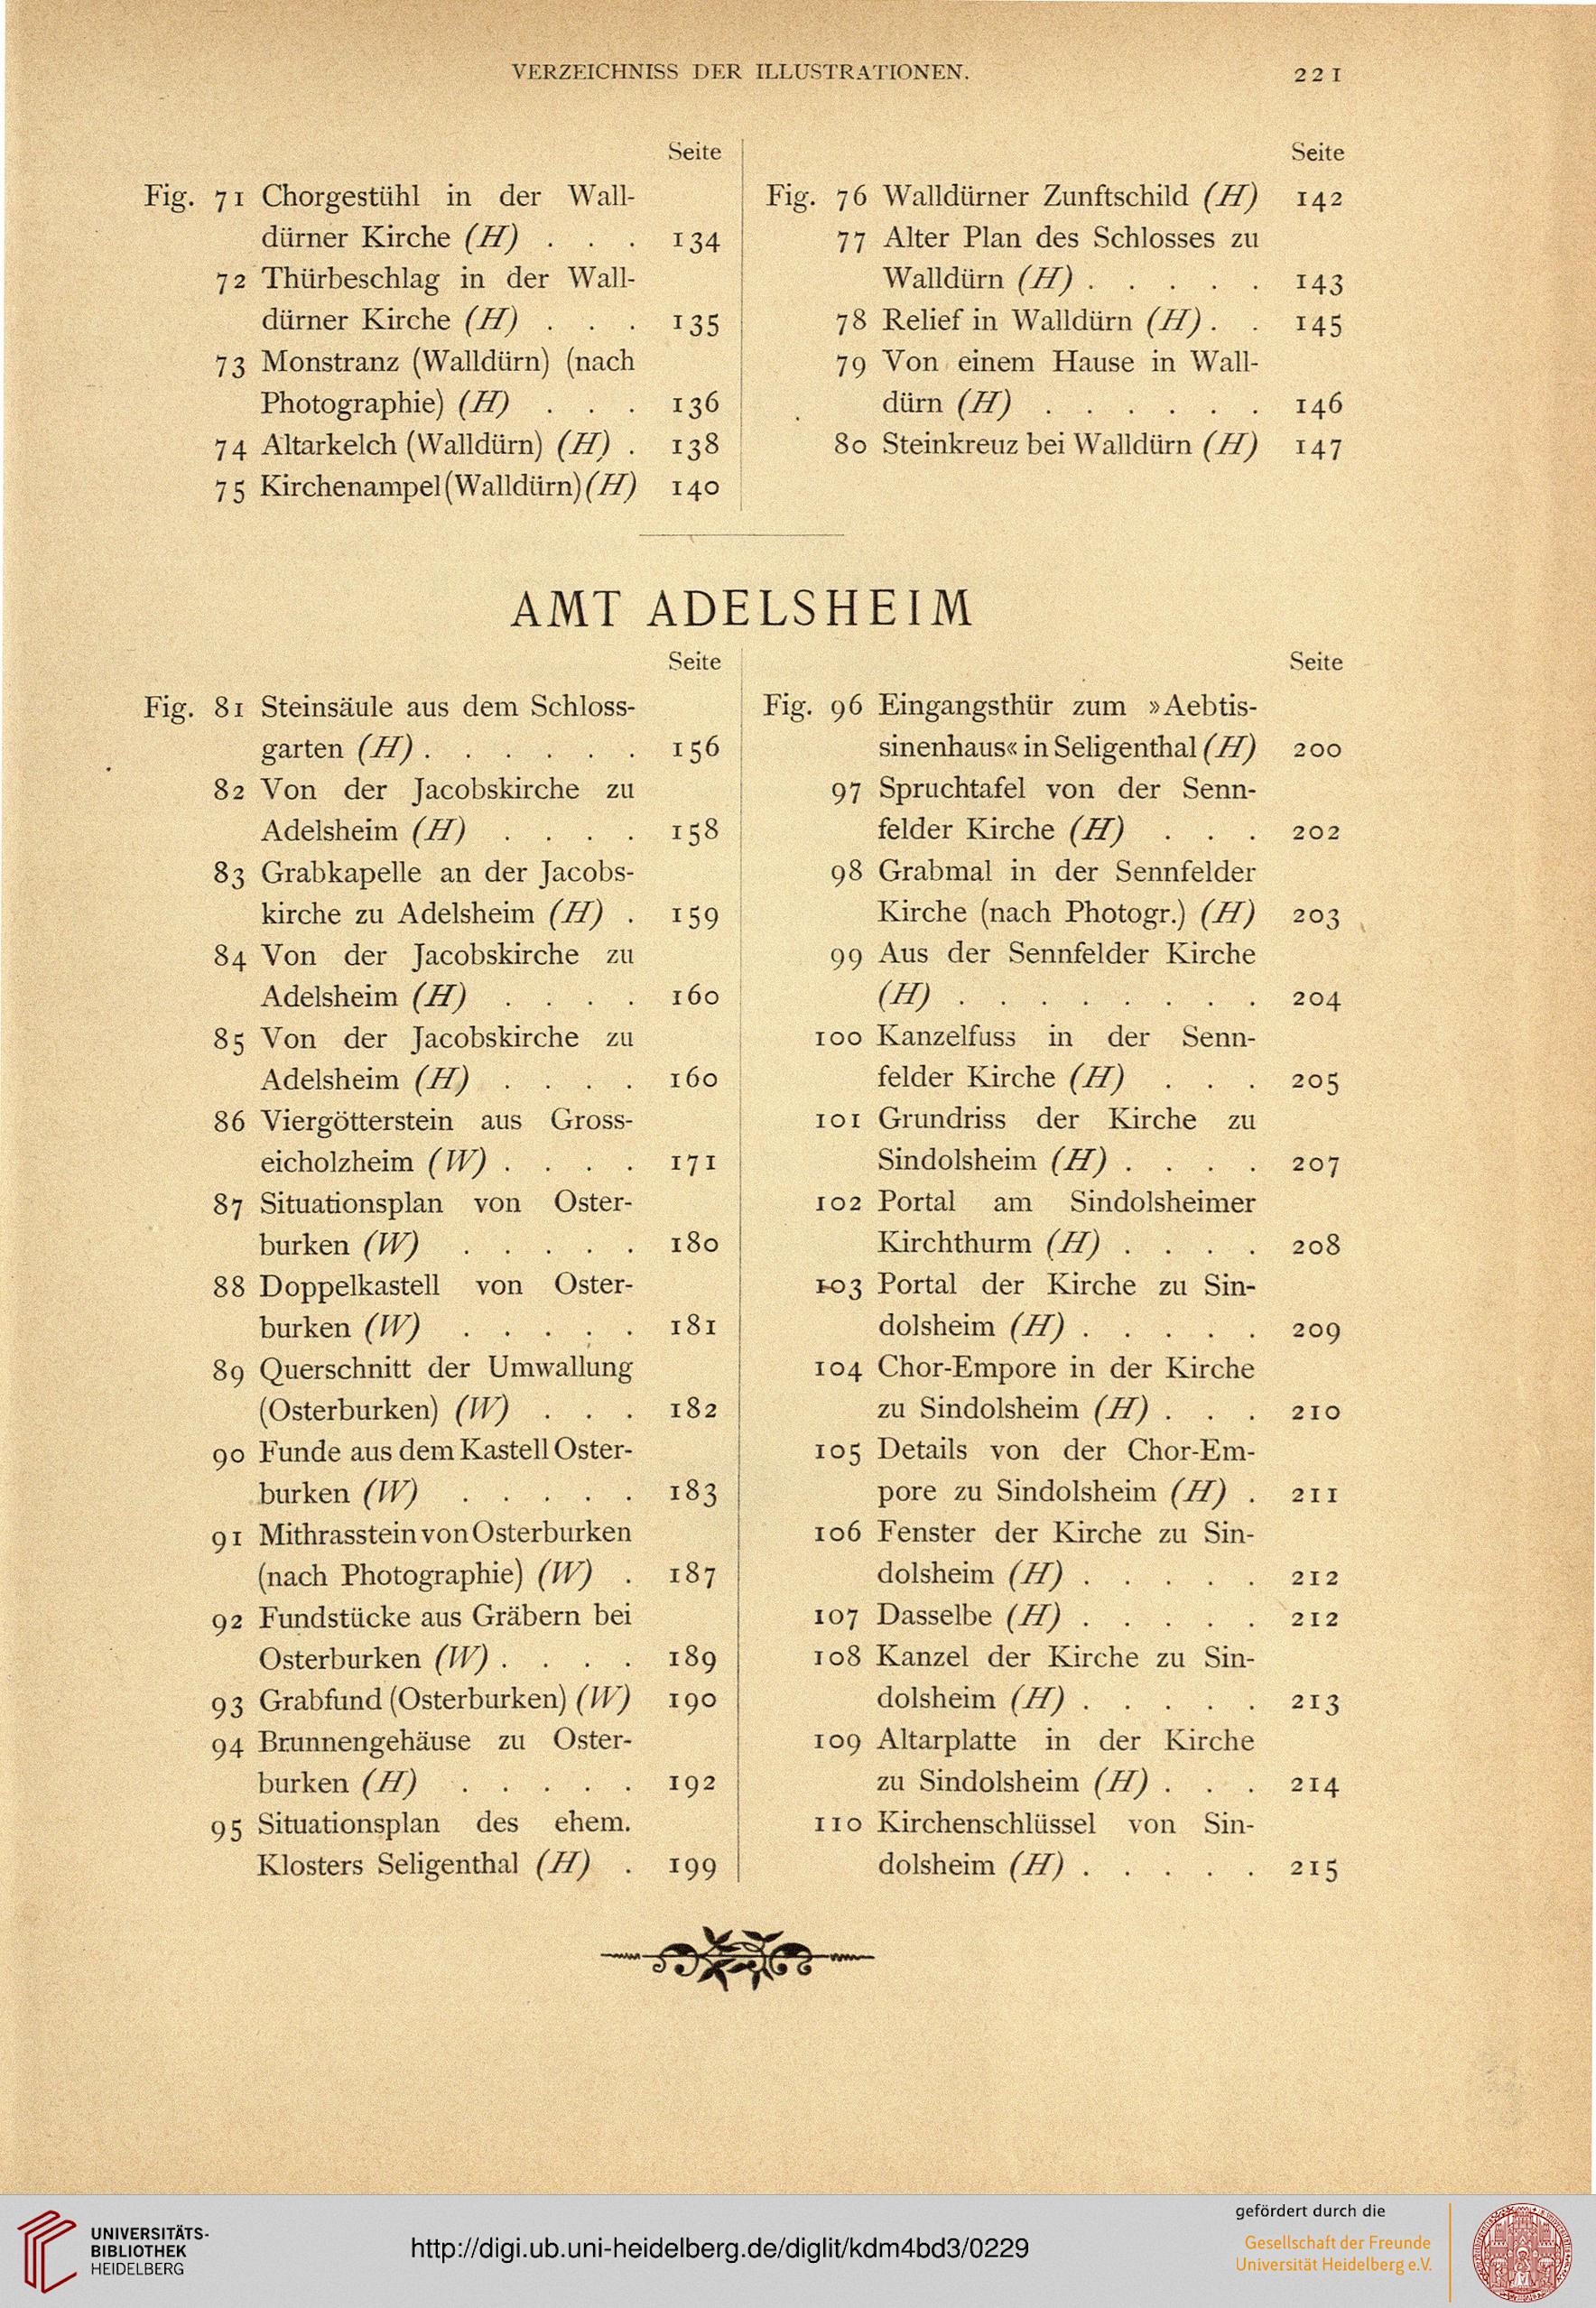 VERZEICHNISS DER ILLUSTRATIONEN.
221
Seite
Fig. 71 Chorgestühl in der Wall-
dürner Kirche (H) . . . 134
72 Thürbeschlag in der Wall-
dürner Kirche (H) . . . 135
73 Monstranz (Walldürn) (nach
Photographie) (H) . . . 136
74 Altarkelch (Walldürn) (H) . 138
75 Kirchenampel (Walldürn) (H) 140
Seite
Fig. 76 Walldürner Zunftschild (H) 142
77 Alter Plan des Schlosses zu
Walldürn (H) . . . . . 143
78 Relief in Walldürn (H) . . 145
79 Von einem Hause in Wall-
dürn (H) . . . . . . 146
80 Steinkreuz bei Walldürn (H) 147
AMT ADELSHEIM
Seite
Fig. 81 Steinsäule aus dem Schloss-
garten (H) . . . . . . 156
82 Von der Jacobskirche zu
Adelsheim (H) . . . . 158
83 Grabkapelle an der Jacobs-
kirche zu Adelsheim (H) . 159
84 Von der Jacobskirche zu
Adelsheim (H) . . . . 160
85 Von der Jacobskirche zu
Adelsheim (H) . . . . 160
86 Viergötterstein aus Gross-
eicholzheim (W) . . . . 171
87 Situationsplan von Oster-
burken (W) . . . . . 180
88 Doppelkastell von Oster-
burken (W) . . . . . 181
89 Querschnitt der Umwallung
(Osterburken) (W) . . . 182
90 Funde aus dem Kastell Oster-
burken (W) . . . . . 183
91 Mithrasstein von Osterburken
(nach Photographie) (W) . 187
92 Fundstücke aus Gräbern bei
Osterburken (W) . . . . 189
93 Grabfund (Osterburken) (W) 190
94 Brunnengehäuse zu Oster-
burken (H) . . . . . 192
95 Situationsplan des ehem.
Klosters Seligenthal (H) . 199
Seite
Fig. 96 Eingangsthür zum »Aebtis-
sinenhaus« in Seligenthal (H) 200
97 Spruchtafel von der Senn-
felder Kirche (H) . . . 202
98 Grabmal in der Sennfelder
Kirche (nach Photogr.) (H) 203
99 Aus der Sennfelder Kirche
(H) . . . . . . . . 204
100 Kanzelfuss in der Senn-
felder Kirche (H) . . . 205
101 Grundriss der Kirche zu
Sindolsheim (H) . . . . 207
102 Portal am Sindolsheimer
Kirchthurm (H) . . . . 208
103 Portal der Kirche zu Sin-
dolsheim (H) . . . . . 209
104 Chor-Empore in der Kirche
zu Sindolsheim (H) . . . 210
105 Details von der Chor-Em-
pore zu Sindolsheim (H) . 211
106 Fenster der Kirche zu Sin-
dolsheim (H) . . . . . 212
107 Dasselbe (H) . . . . . 212
108 Kanzel der Kirche zu Sin-
dolsheim (H) . . . . . 213
109 Altarplatte in der Kirche
zu Sindolsheim (H) . . . 214
110 Kirchenschlüssel von Sin-
dolsheim (H) . . . . . 215
UNIVERSITÄTS-
BIBLIOTHEK
HEIDELBERG
http://digi.ub.uni-heidelberg.de/diglit/kdm4bd3/0229
gefördert durch die
Gesellschaft der Freunde
Universität Heidelberg e.V.